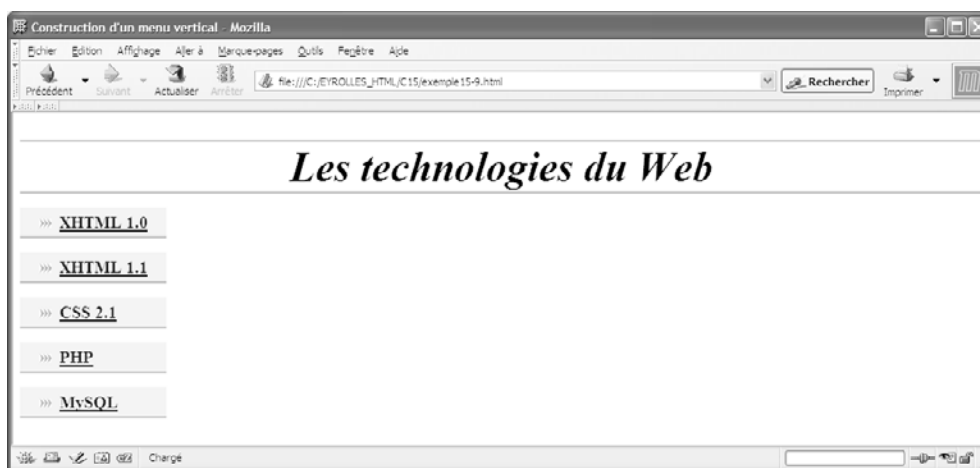 Construction d'un menu vertical - Mozilla
Fichier Edition Affichage Aller à Marque-pages Outils Fenêtre Aide
Précédent Suivant Actualiser Arrêter file:///C:/EYROLLES_HTML/C15/exemple15-9.html Rechercher Imprimer
Les technologies du Web
››› XHTML 1.0
››› XHTML 1.1
››› CSS 2.1
››› PHP
››› MySQL
Chargé